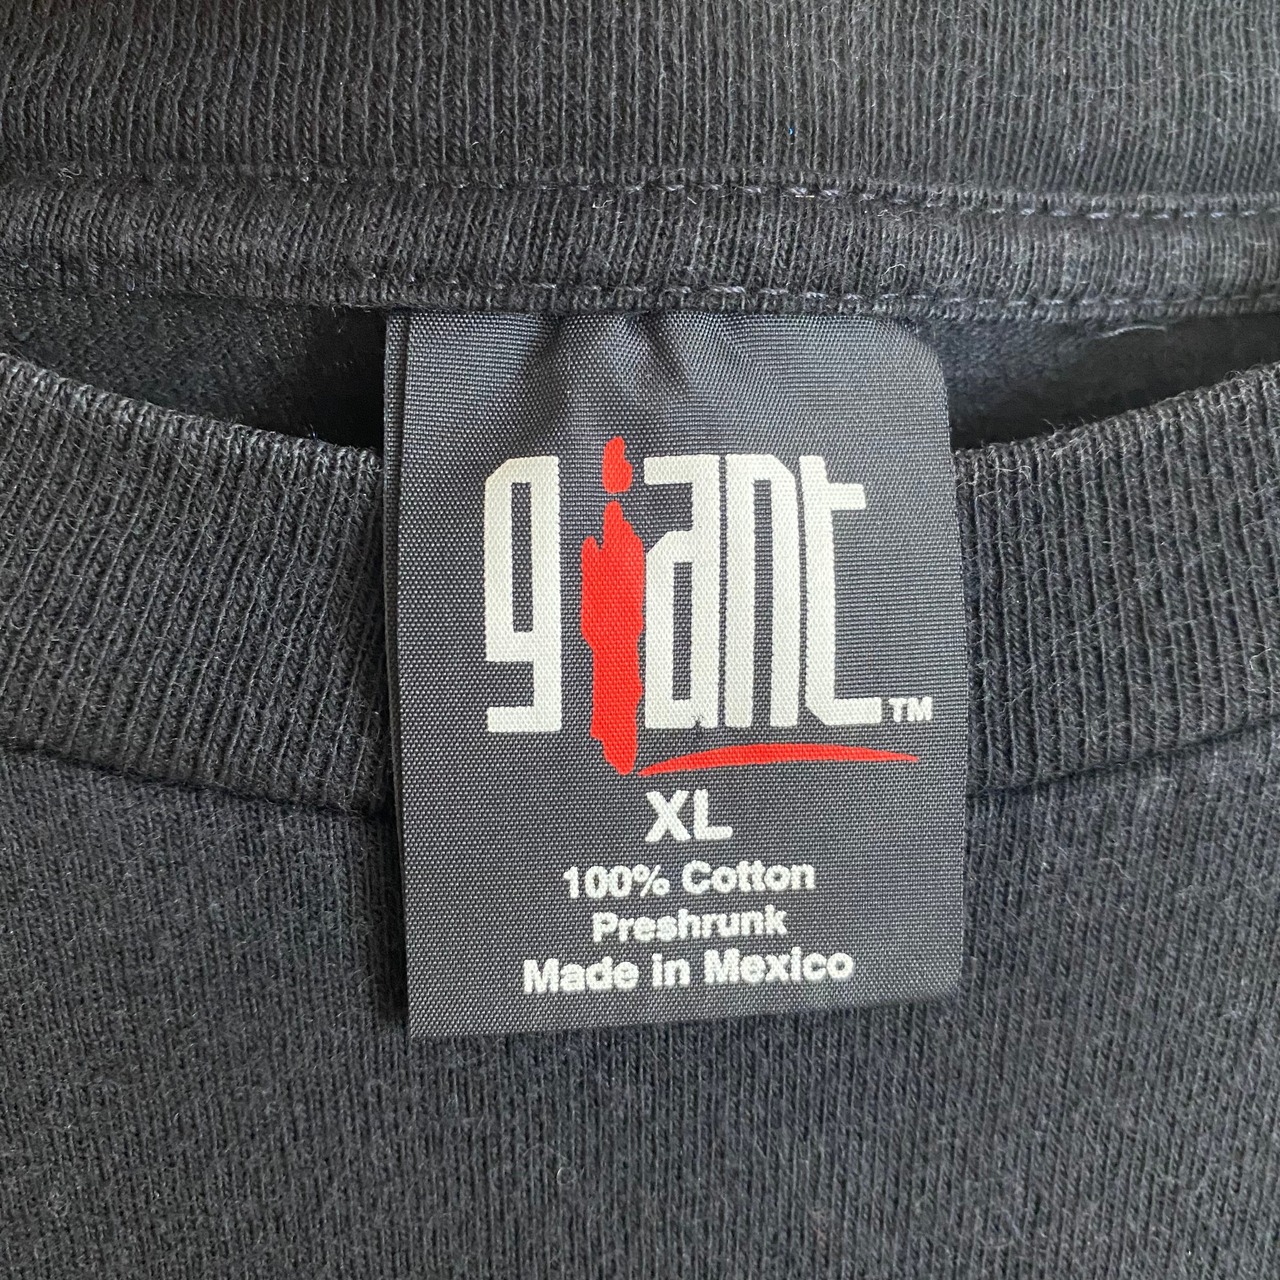 giant™
XL
100% Cotton
Preshrunk
Made in Mexico